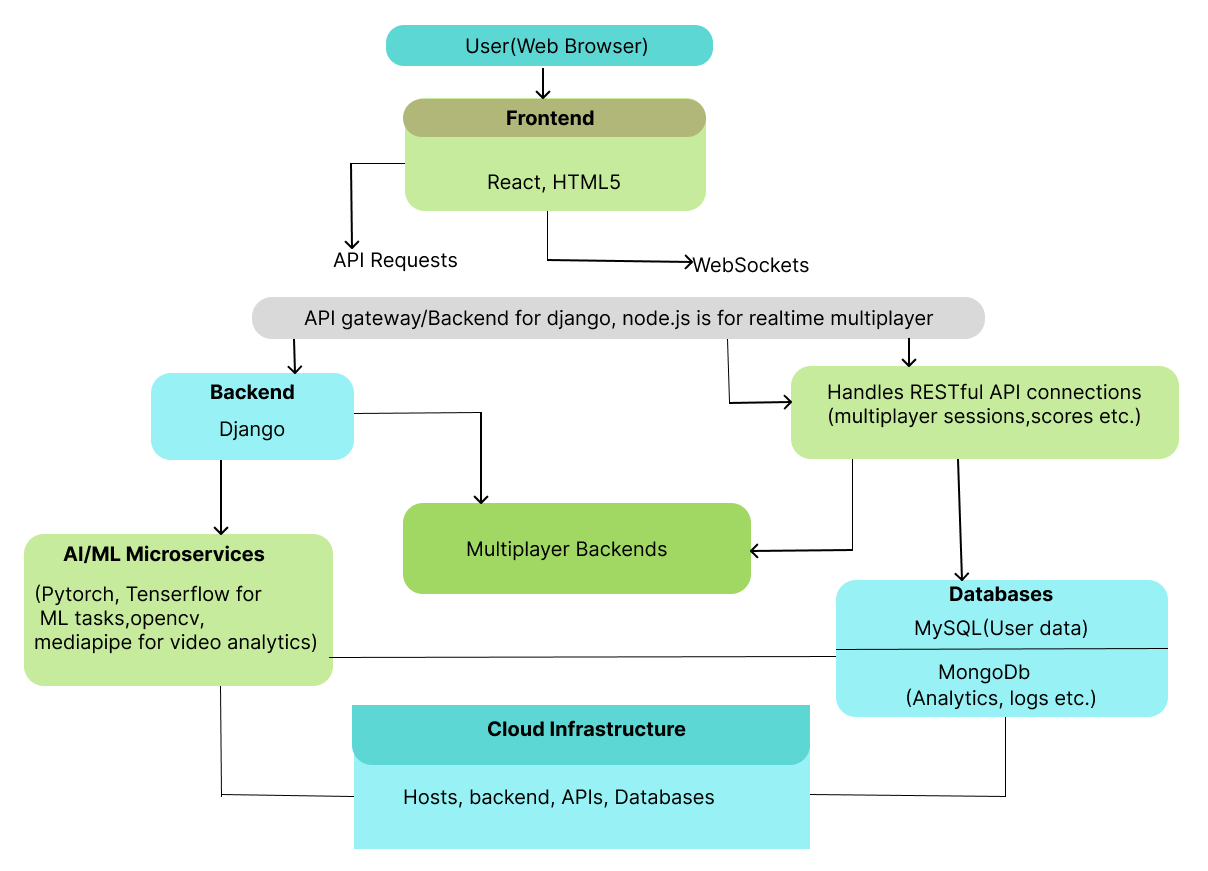 User(Web Browser)
Frontend
React, HTML5
API Requests
WebSockets
API gateway/Backend for django, node.js is for realtime multiplayer
Backend
Django
Handles RESTful API connections
(multiplayer sessions,scores etc.)
Multiplayer Backends
AI/ML Microservices
(Pytorch, Tenserflow for
ML tasks,opencv,
mediapipe for video analytics)
Databases
MySQL(User data)
MongoDb
(Analytics, logs etc.)
Cloud Infrastructure
Hosts, backend, APIs, Databases